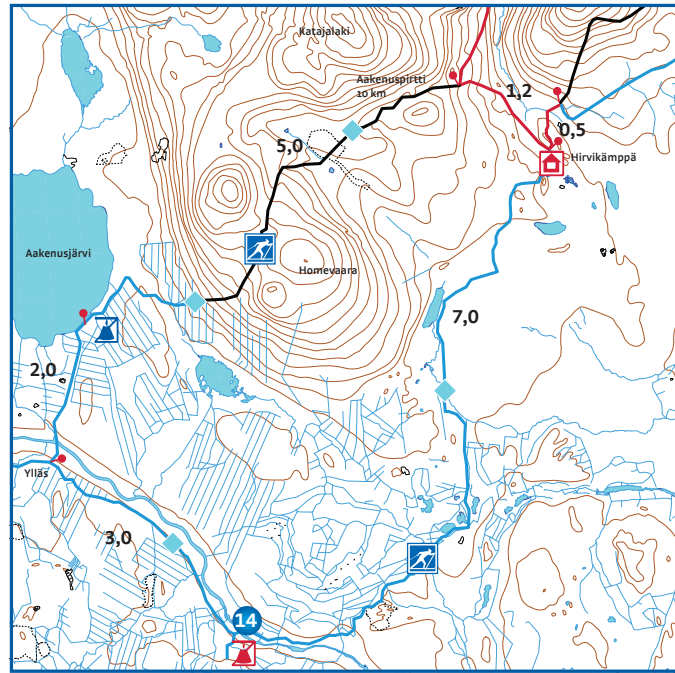 Katajalaki
Aakenuspirtti
10 km
1,2
0,5
5,0
Hirvikämppä
Aakenusjärvi
Homevaara
7,0
2,0
Ylläs
3,0
14